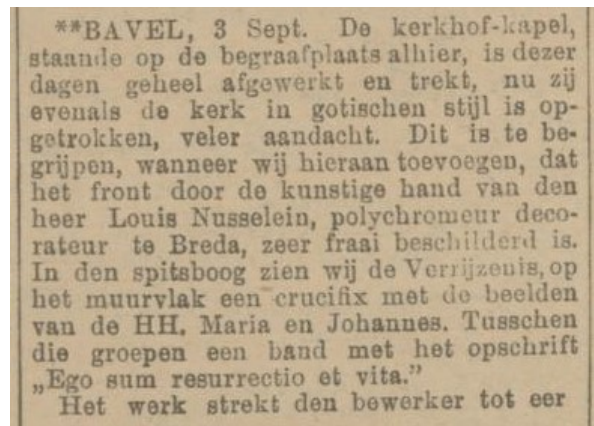 **BAVEL, 3 Sept. De kerkhof-kapel,
staande op de begraafplaats alhier, is dezer
dagen geheel afgewerkt en trekt, nu zij
evenals de kerk in gotischen stijl is op-
getrokken, veler aandacht. Dit is te be-
grijpen, wanneer wij hieraan toevoegen, dat
het front door de kunstige hand van den
heer Louis Nusselein, polychromeur deco-
rateur te Breda, zeer fraai beschilderd is.
In den spitsboog zien wij de Verrijzenis, op
het muurvlak een crucifix met de beelden
van de HH. Maria en Johannes. Tusschen
die groepen een band met het opschrift
„Ego sum resurrectio et vita.”
Het werk strekt den bewerker tot eer